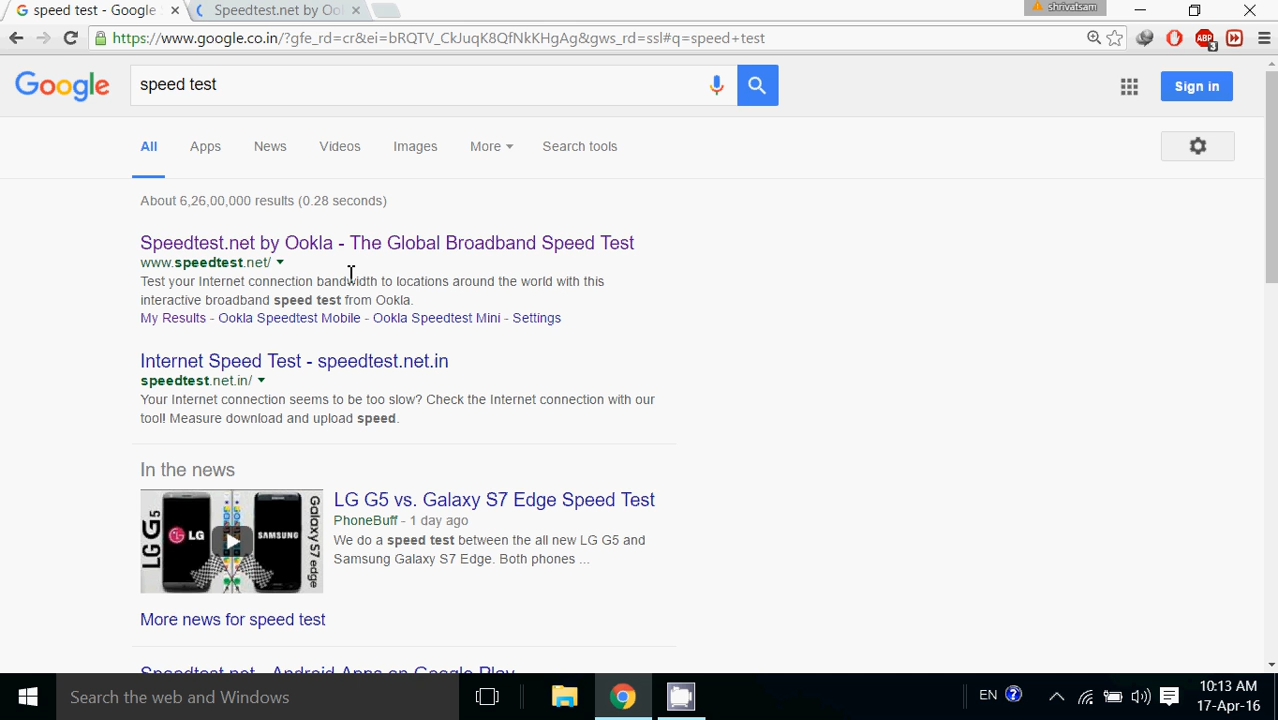 speed test - Google
Speedtest.net by Ool
shrivatsam
https://www.google.co.in/?gfe_rd=cr&ei=bRQTV_CkJuqK8QfNkKHgAg&gws_rd=ssl#q=speed+test
ABP
3
Google
speed test
Sign in
All Apps News Videos Images More Search tools
About 6,26,00,000 results (0.28 seconds)
Speedtest.net by Ookla - The Global Broadband Speed Test
www.speedtest.net/
Test your Internet connection bandwidth to locations around the world with this
interactive broadband speed test from Ookla.
My Results - Ookla Speedtest Mobile - Ookla Speedtest Mini - Settings
Internet Speed Test - speedtest.net.in
speedtest.net.in/
Your Internet connection seems to be too slow? Check the Internet connection with our
tool! Measure download and upload speed.
In the news
LG G5
LG
SAMSUNG
Galaxy S7 edge
LG G5 vs. Galaxy S7 Edge Speed Test
PhoneBuff - 1 day ago
We do a speed test between the all new LG G5 and
Samsung Galaxy S7 Edge. Both phones ...
More news for speed test
Speedtest.net - Android Apps on Google Play
Search the web and Windows
EN
10:13 AM
17-Apr-16